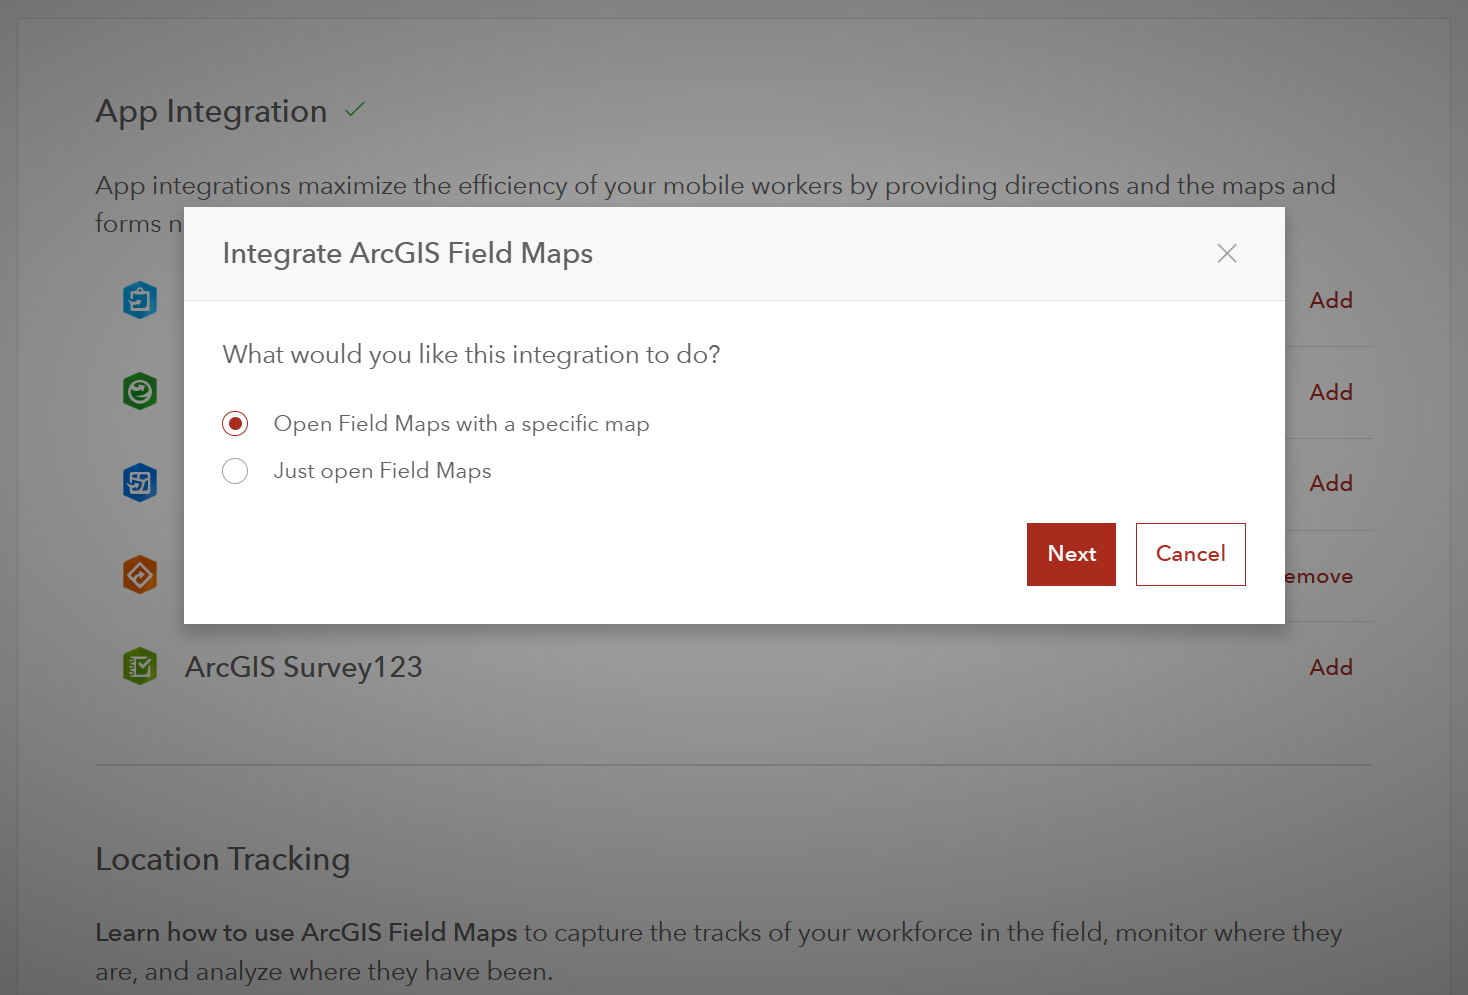 App Integration
App integrations maximize the efficiency of your mobile workers by providing directions and the maps and
forms n
Integrate ArcGIS Field Maps
What would you like this integration to do?
Open Field Maps with a specific map
Just open Field Maps
Next Cancel
Add
Add
Add
emove
ArcGIS Survey123 Add
Location Tracking
Learn how to use ArcGIS Field Maps to capture the tracks of your workforce in the field, monitor where they
are, and analyze where they have been.